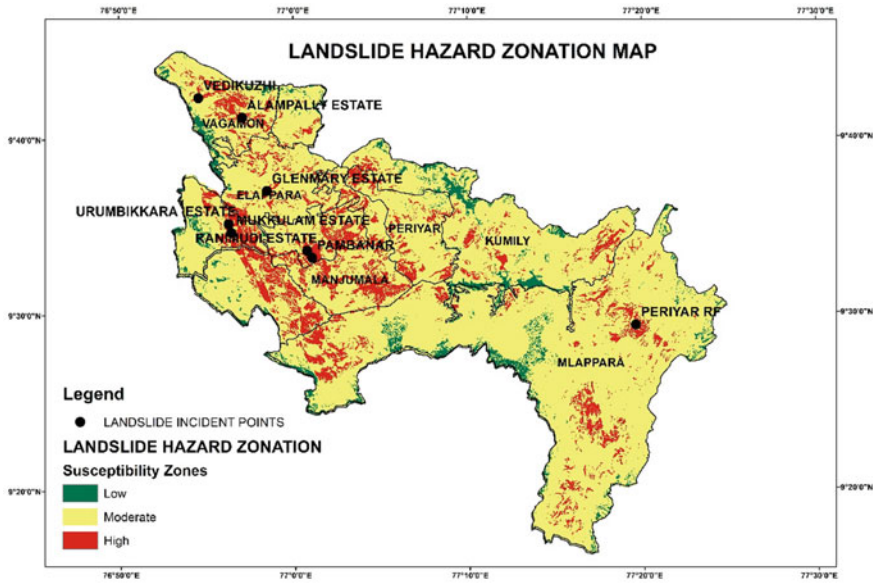 76°50'0"E 77°0'0"E 77°10'0"E 77°20'0"E
LANDSLIDE HAZARD ZONATION MAP
VEDIKUZHI
ALAMPALLY ESTATE
VAGAMON
9°40'0"N 9°40'0"N
GLENMARY ESTATE
ELAPPARA
URUMBIKKARA ESTATE
MUKKULAM ESTATE
PERIYAR
RANIMUDI ESTATE
PAMBANAR
KUMILY
MANJUMALA
9°30'0"N 9°30'0"N
PERIYAR RF
MLAPPARA
Legend
LANDSLIDE INCIDENT POINTS
LANDSLIDE HAZARD ZONATION
Susceptibility Zones
Low
9°20'0"N 9°20'0"N
Moderate
High
76°50'0"E 77°0'0"E 77°10'0"E 77°20'0"E 77°30'0"E